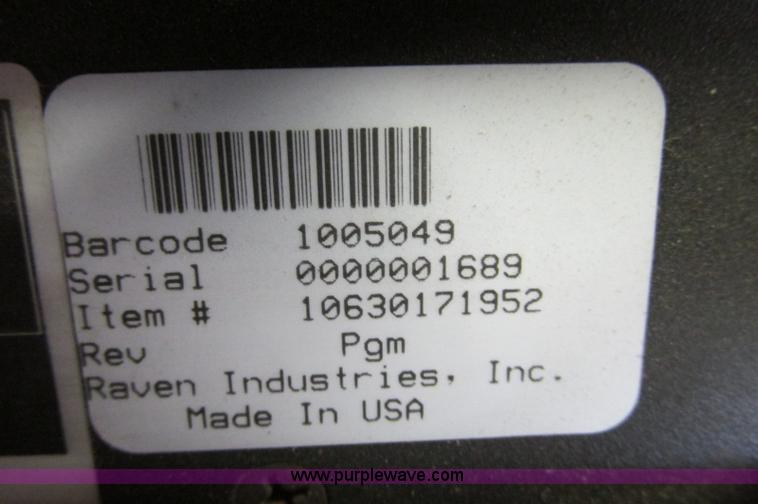 Barcode 1005049
Serial 0000001689
Item # 10630171952
Rev Pgm
Raven Industries, Inc.
Made In USA
www.purplewave.com